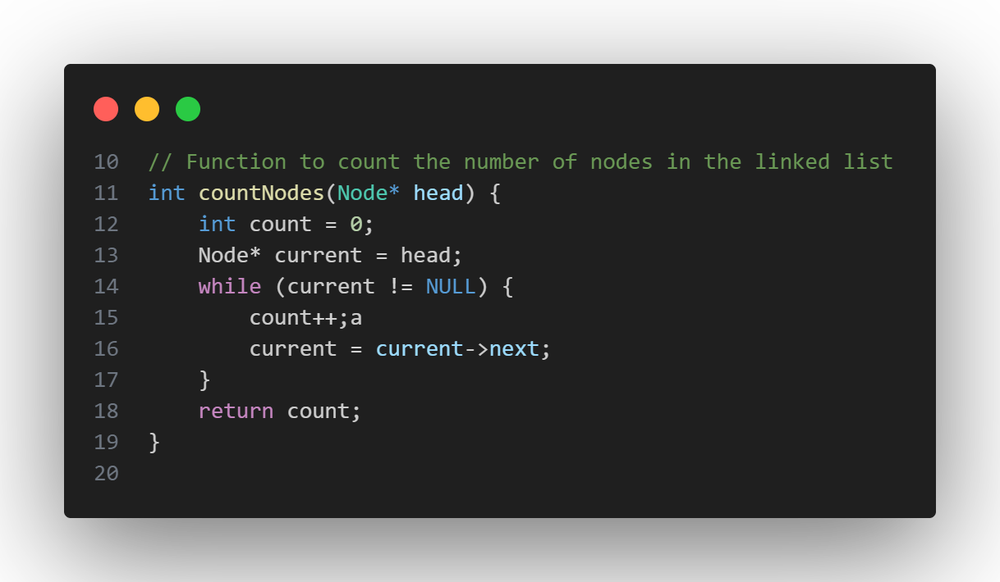 10 // Function to count the number of nodes in the linked list
11 int countNodes(Node* head) {
12     int count = 0;
13     Node* current = head;
14     while (current != NULL) {
15         count++;a
16         current = current->next;
17     }
18     return count;
19 }
20